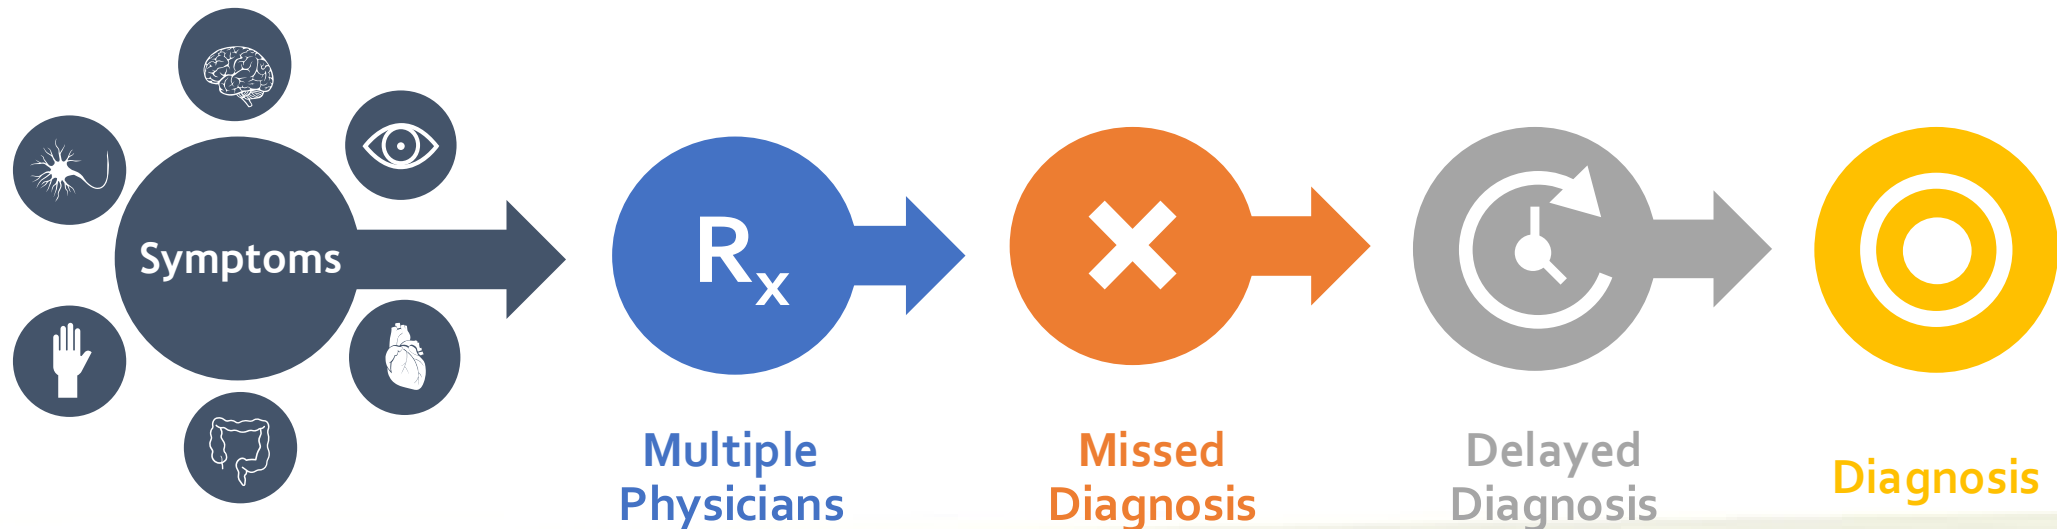 Symptoms
Rx
Multiple
Physicians
Missed
Diagnosis
Delayed
Diagnosis
Diagnosis